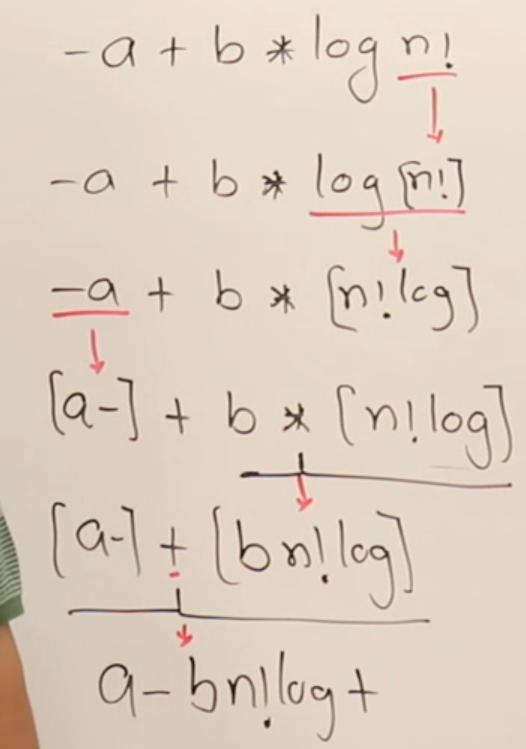 -a + b * log n!
-a + b * log [n!]
-a + b * [n! log]
[a-] + b * [n! log]
[a-] + [b n! log]
a - b n! log +